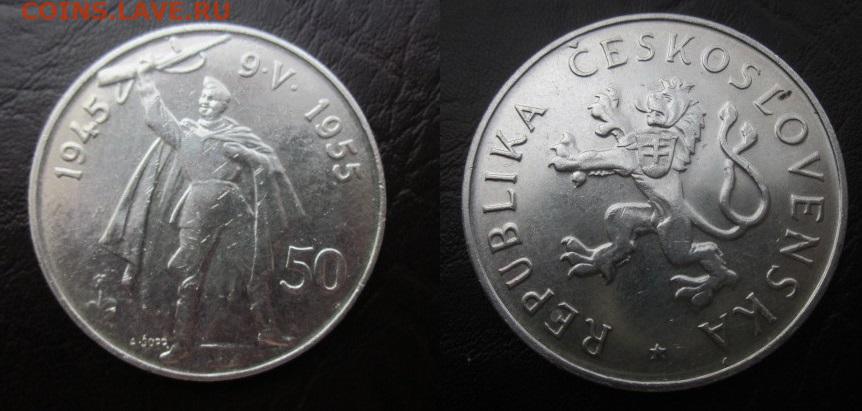 COINS.LAVE.RU
1945 9·V. 1955
50
REPUBLIKA ČESKOSLOVENSKÁ